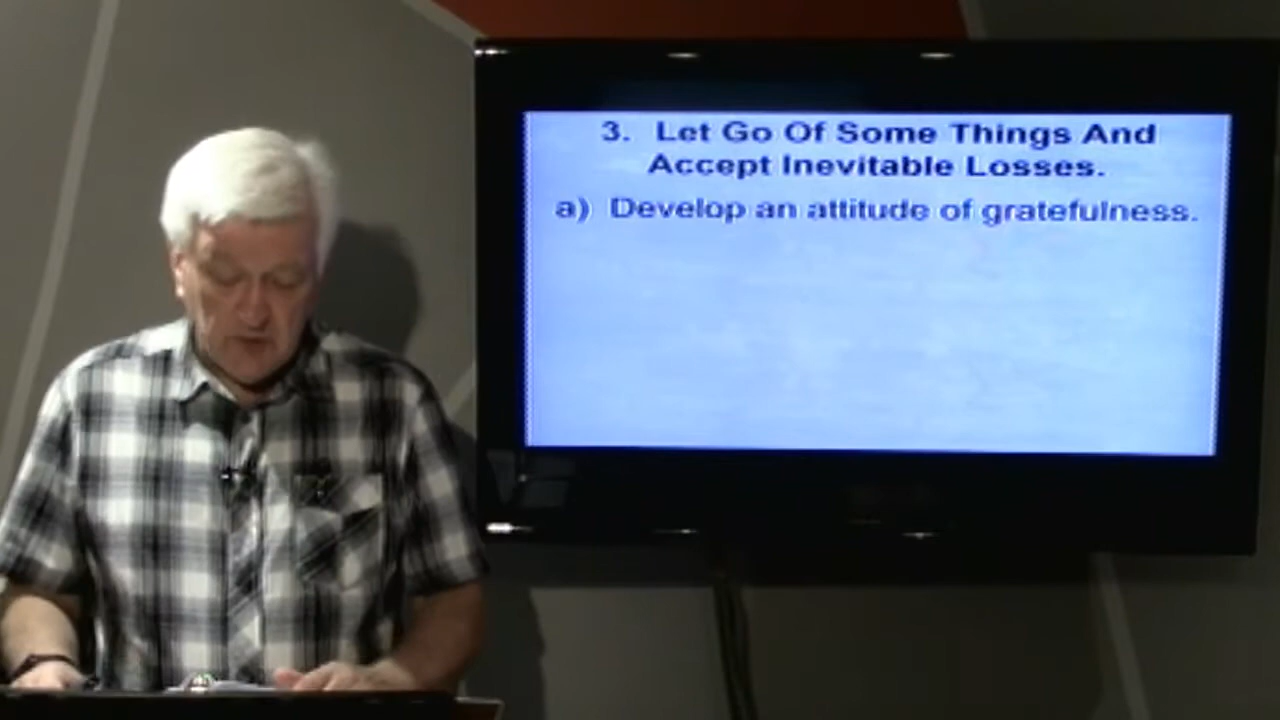 3. Let Go Of Some Things And
Accept Inevitable Losses.
a) Develop an attitude of gratefulness.